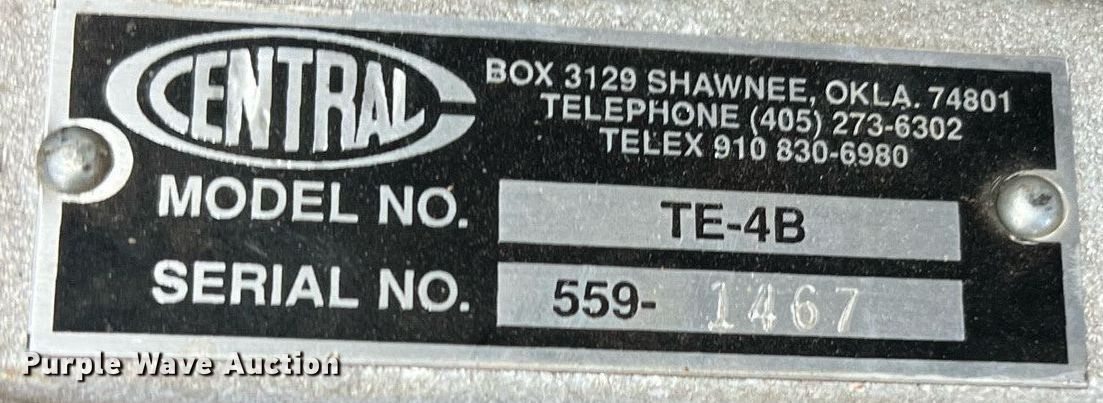 CENTRAL
BOX 3129 SHAWNEE, OKLA. 74801
TELEPHONE (405) 273-6302
TELEX 910 830-6980
MODEL NO. TE-4B
SERIAL NO. 559- 1467
Purple Wave Auction